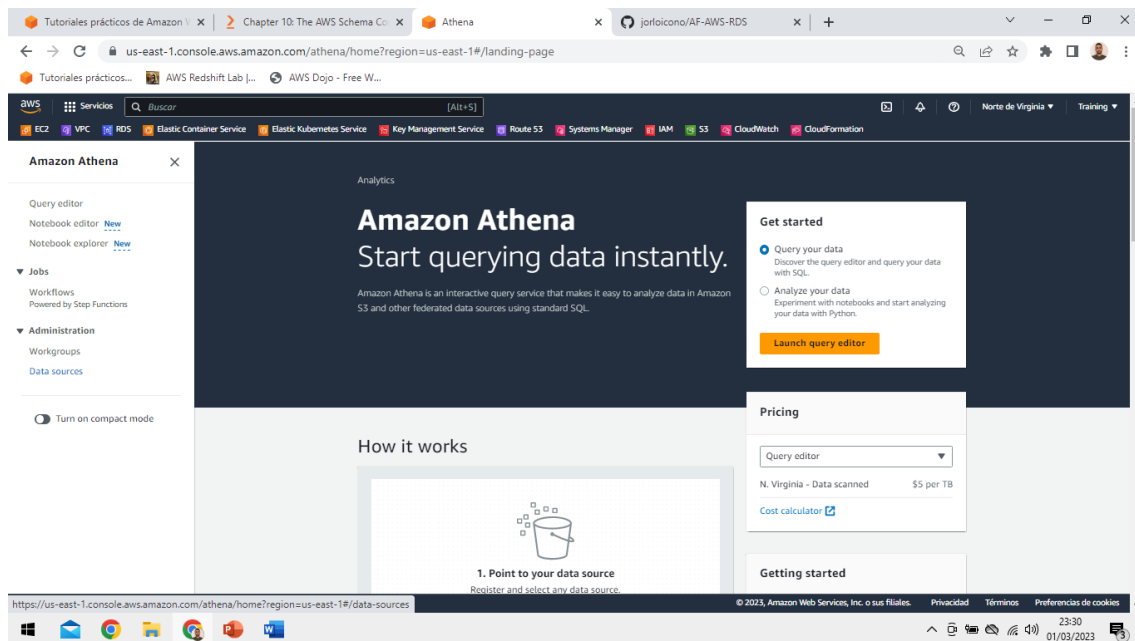 Tutoriales prácticos de Amazon W
Chapter 10: The AWS Schema Co
Athena
jorloicono/AF-AWS-RDS
us-east-1.console.aws.amazon.com/athena/home?region=us-east-1#/landing-page
Tutoriales prácticos...
AWS Redshift Lab |...
AWS Dojo - Free W...
aws
Servicios
Buscar
[Alt+S]
Norte de Virginia
Training
EC2
VPC
RDS
Elastic Container Service
Elastic Kubernetes Service
Key Management Service
Route 53
Systems Manager
IAM
S3
CloudWatch
CloudFormation
Amazon Athena
Query editor
Notebook editor New
Notebook explorer New
Jobs
Workflows
Powered by Step Functions
Administration
Workgroups
Data sources
Turn on compact mode
Analytics
Amazon Athena
Start querying data instantly.
Amazon Athena is an interactive query service that makes it easy to analyze data in Amazon
S3 and other federated data sources using standard SQL.
Get started
Query your data
Discover the query editor and query your data
with SQL.
Analyze your data
Experiment with notebooks and start analyzing
your data with Python.
Launch query editor
Pricing
Query editor
N. Virginia - Data scanned
$5 per TB
Cost calculator
How it works
1. Point to your data source
Register and select any data source.
Getting started
https://us-east-1.console.aws.amazon.com/athena/home?region=us-east-1#/data-sources
© 2023, Amazon Web Services, Inc. o sus filiales.
Privacidad
Términos
Preferencias de cookies
23:30
01/03/2023
3